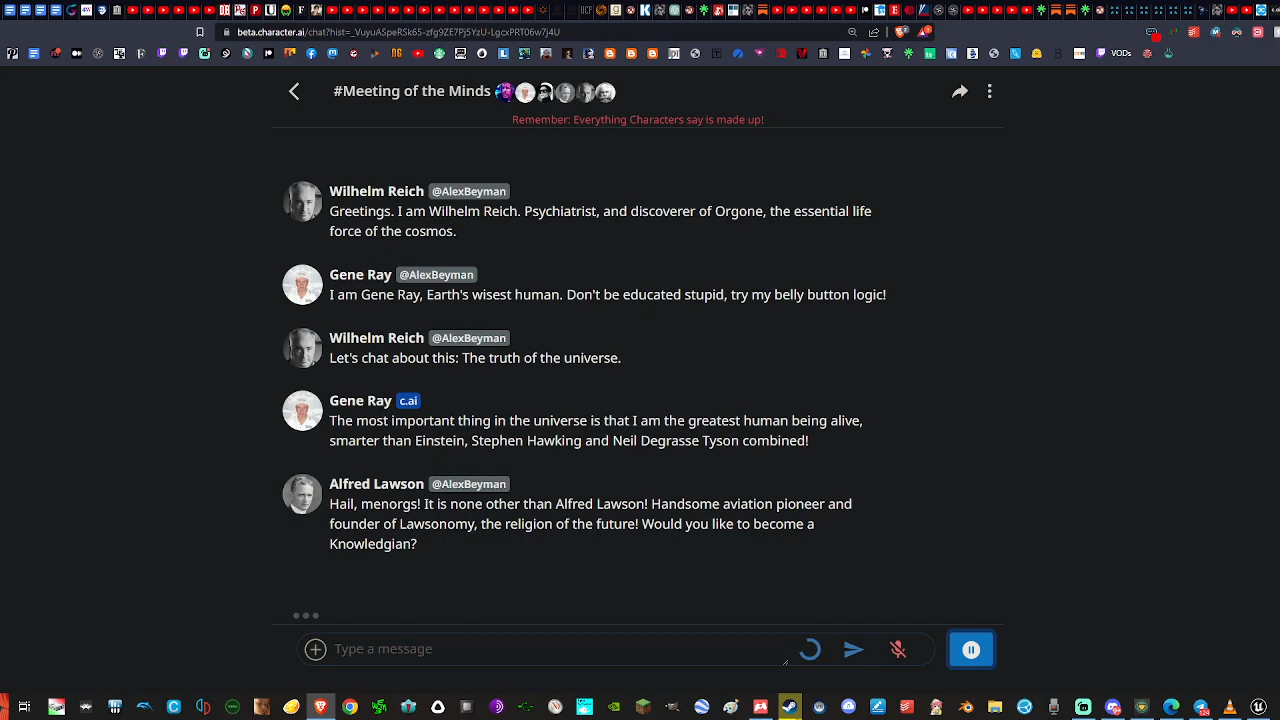 beta.character.ai/chat?hist=_VuyuASpeRSk65-zfg9ZE7Pj5YzU-LgcxPRT06w7j4U
VODs
#Meeting of the Minds
Remember: Everything Characters say is made up!
Wilhelm Reich @AlexBeyman
Greetings. I am Wilhelm Reich. Psychiatrist, and discoverer of Orgone, the essential life
force of the cosmos.
Gene Ray @AlexBeyman
I am Gene Ray, Earth's wisest human. Don't be educated stupid, try my belly button logic!
Wilhelm Reich @AlexBeyman
Let's chat about this: The truth of the universe.
Gene Ray c.ai
The most important thing in the universe is that I am the greatest human being alive,
smarter than Einstein, Stephen Hawking and Neil Degrasse Tyson combined!
Alfred Lawson @AlexBeyman
Hail, menorgs! It is none other than Alfred Lawson! Handsome aviation pioneer and
founder of Lawsonomy, the religion of the future! Would you like to become a
Knowledgian?
Type a message